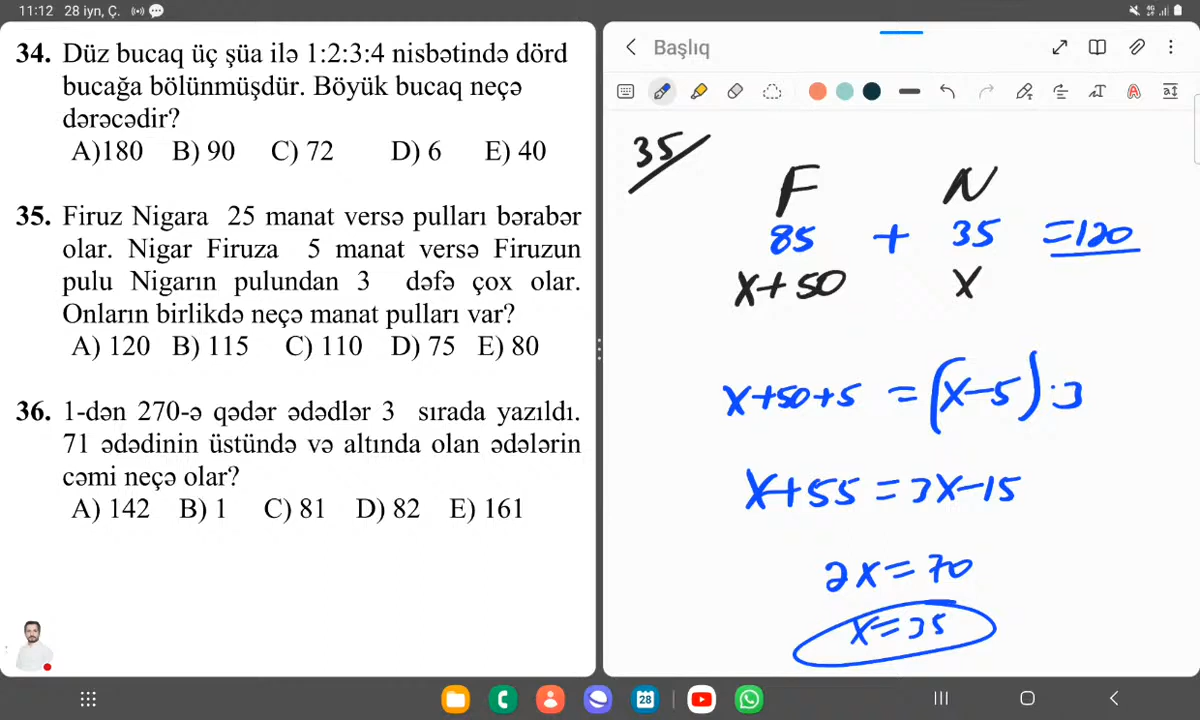 11:12 28 iyn, Ç.
34. Düz bucaq üç şüa ilə 1:2:3:4 nisbətində dörd
bucağa bölünmüşdür. Böyük bucaq neçə
dərəcədir?
A)180 B) 90 C) 72 D) 6 E) 40
35. Firuz Nigara 25 manat versə pulları bərabər
olar. Nigar Firuza 5 manat versə Firuzun
pulu Nigarın pulundan 3 dəfə çox olar.
Onların birlikdə neçə manat pulları var?
A) 120 B) 115 C) 110 D) 75 E) 80
36. 1-dən 270-ə qədər ədədlər 3 sırada yazıldı.
71 ədədinin üstündə və altında olan ədələrin
cəmi neçə olar?
A) 142 B) 1 C) 81 D) 82 E) 161
Başlıq
35
F N
85 + 35 =120
x+50 x
x+50+5 = (x-5).3
x+55 = 3x-15
2x = 70
x=35
28